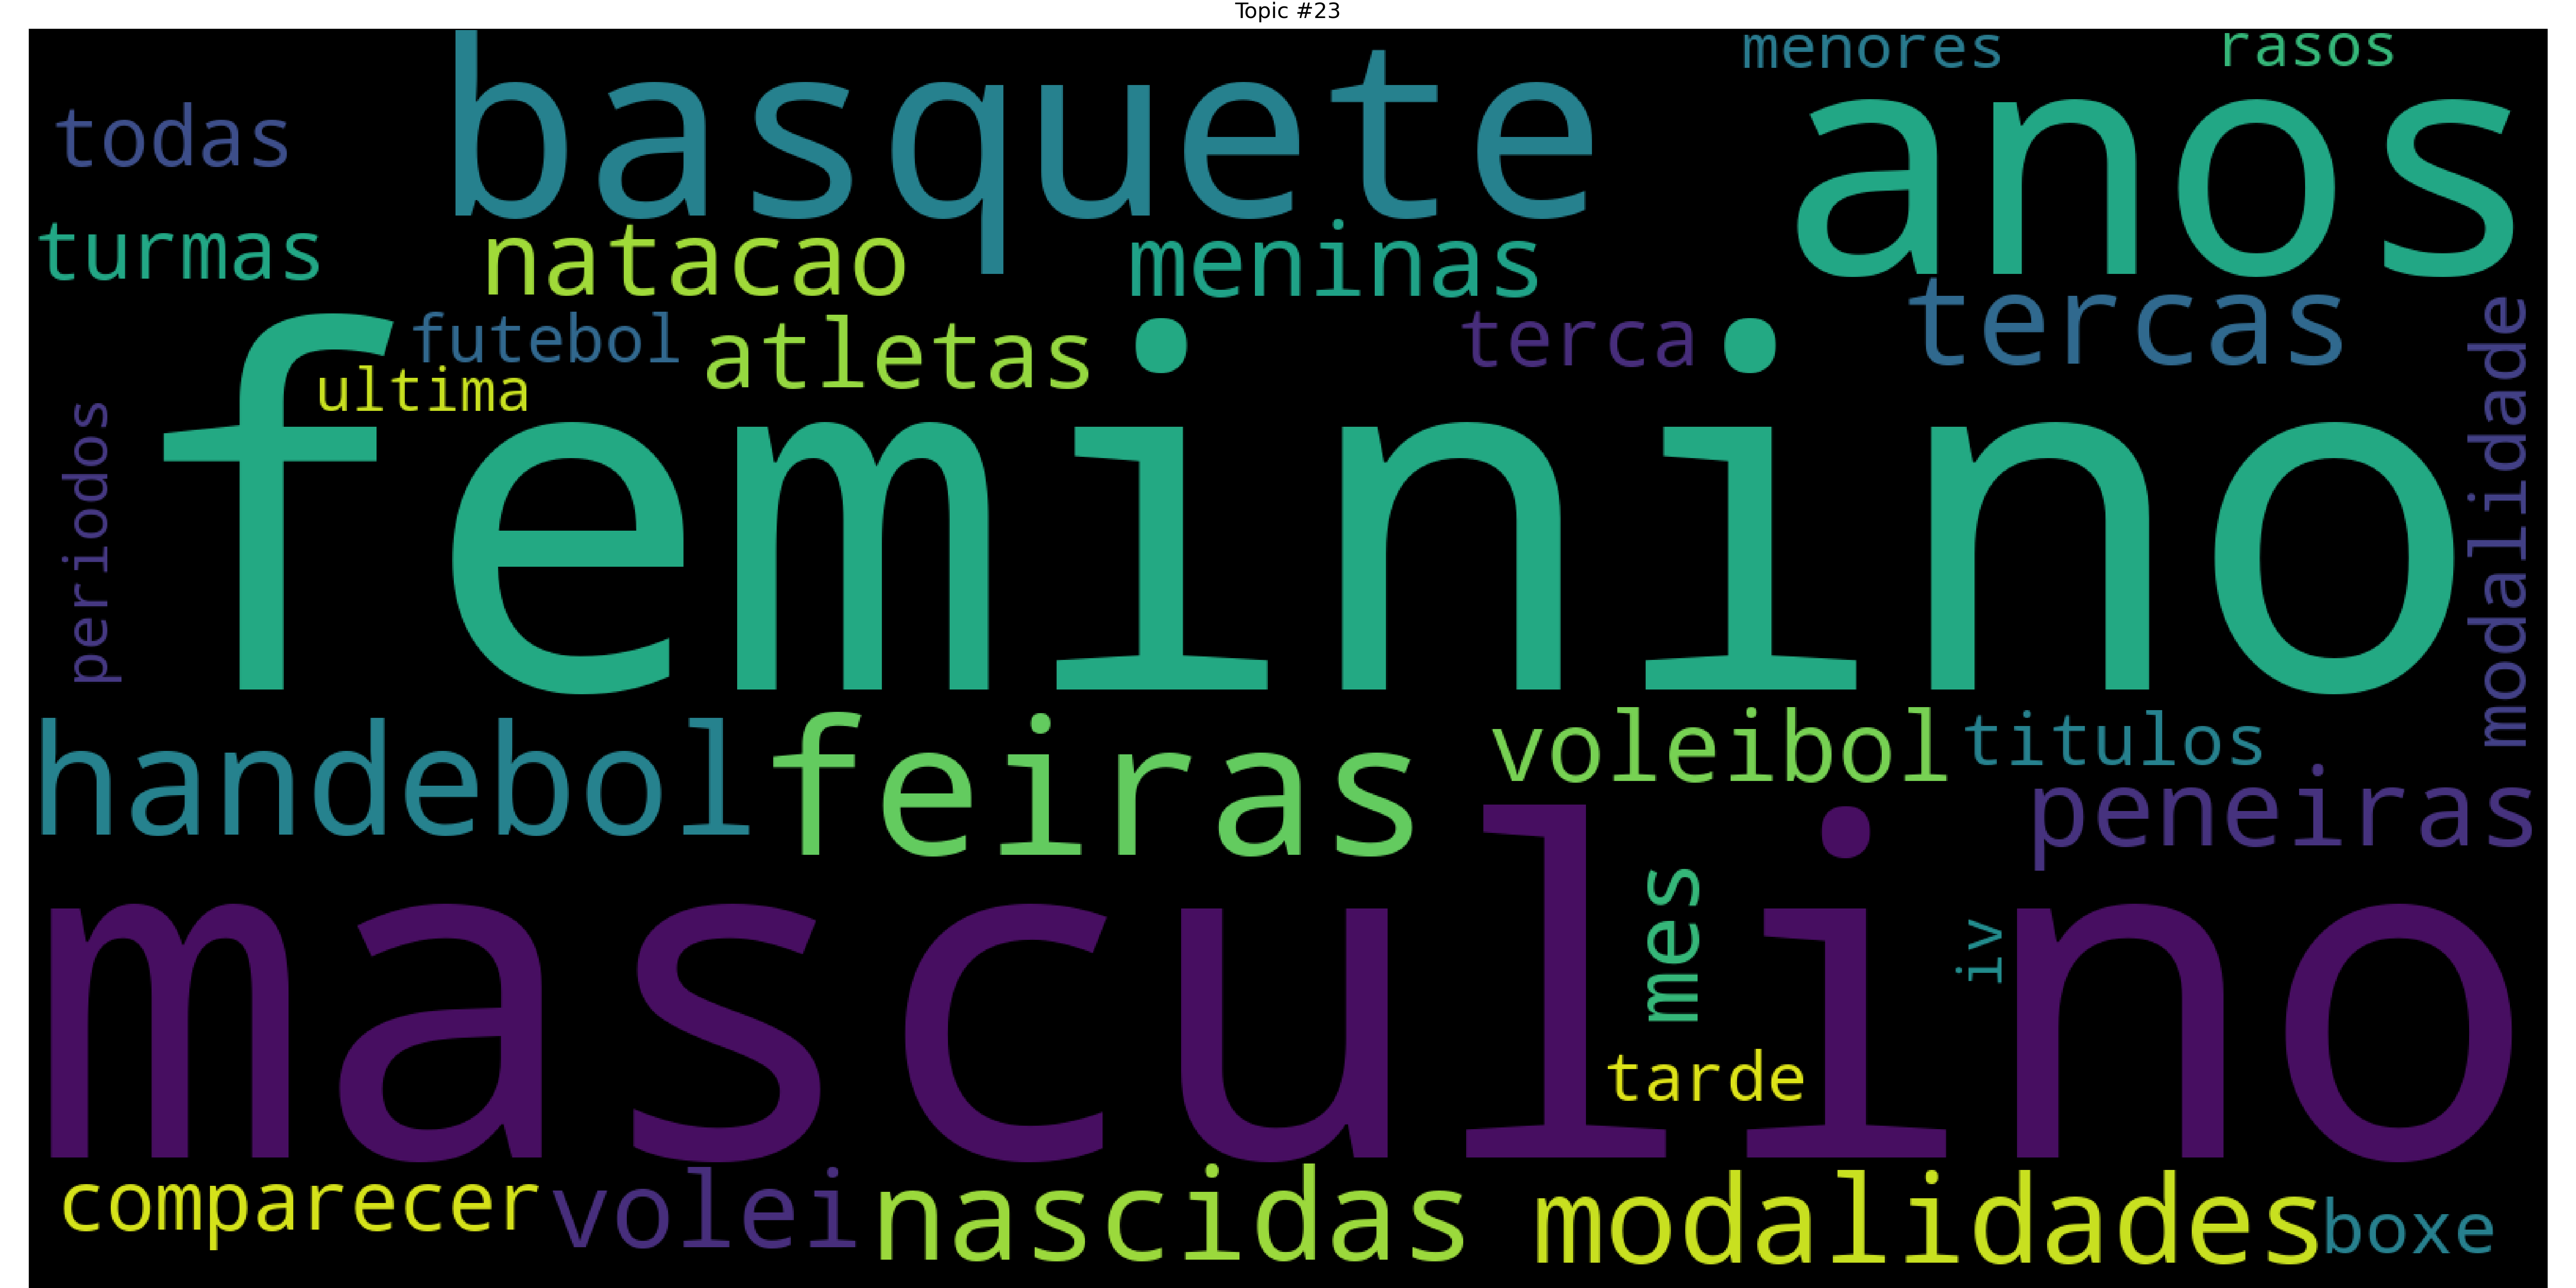 Topic #23
menores rasos
basquete anos
todas
turmas natacao meninas
tercas
futebol atletas terca
ultima
modalidade
periodos
feminino
handebol feiras voleibol titulos
peneiras
masculino
mes
iv
tarde
comparecer volei nascidas modalidades boxe